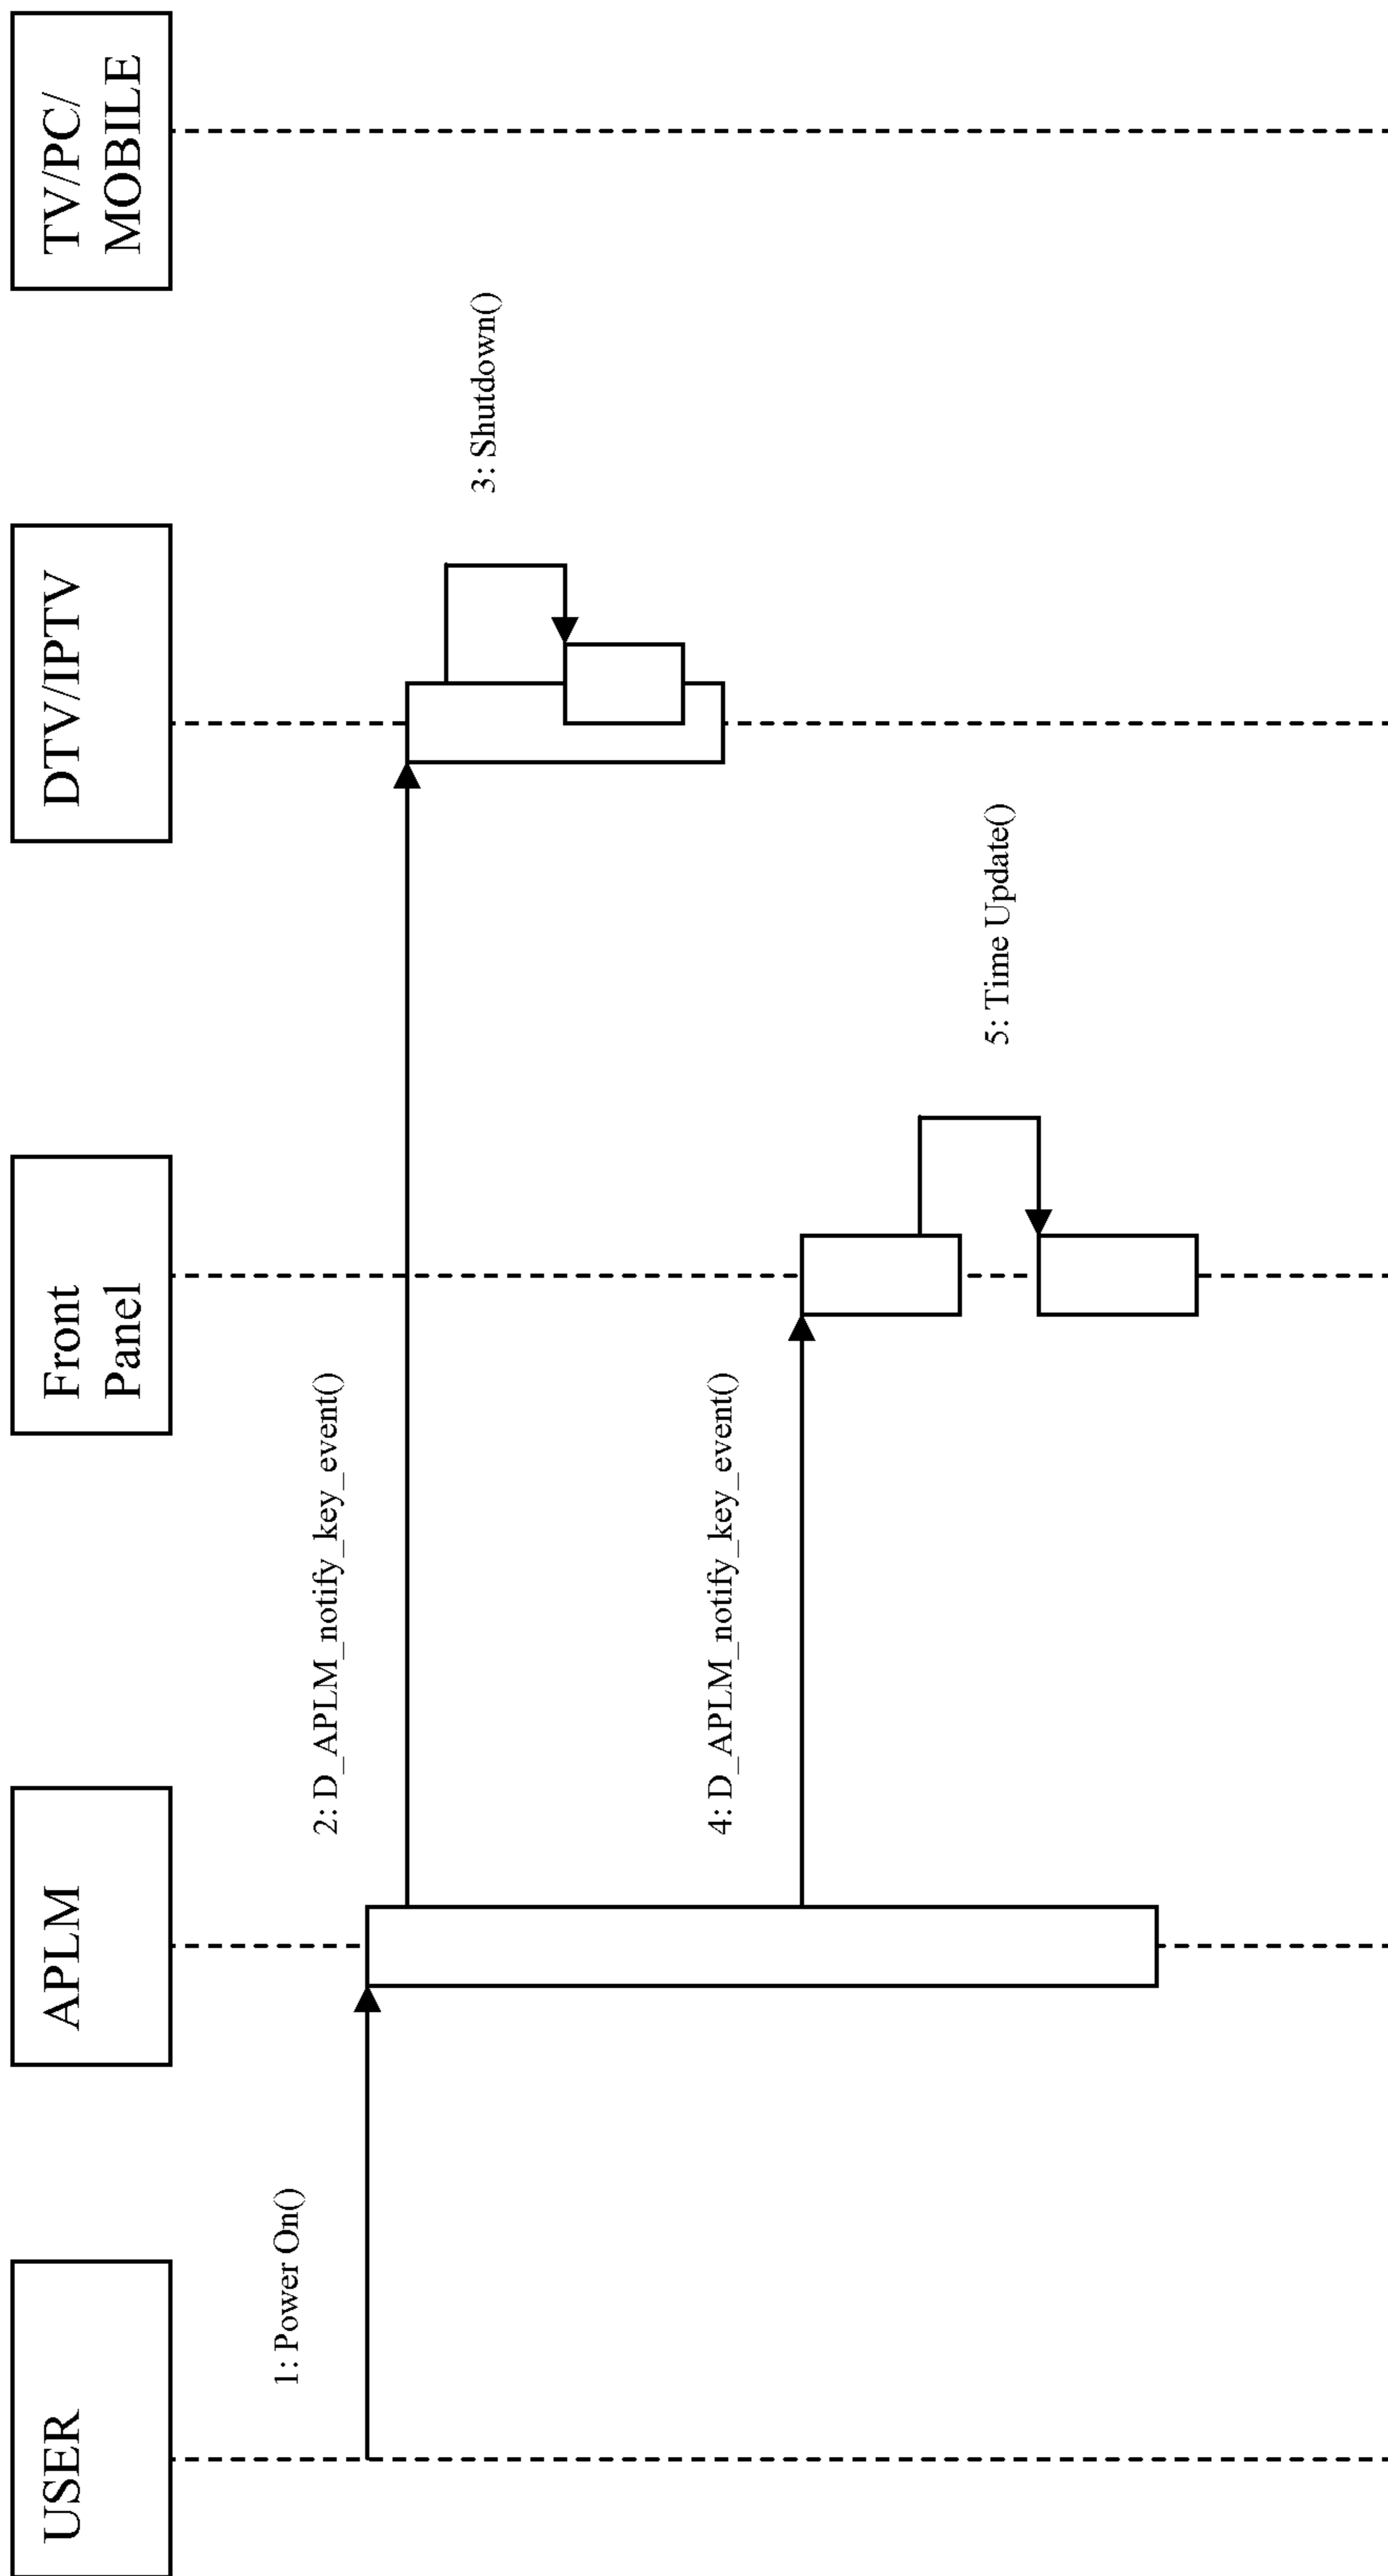 USER
APLM
Front
Panel
DTV/IPTV
TV/PC/
MOBILE
1: Power On()
2: D_APLM_notify_key_event()
3: Shutdown()
4: D_APLM_notify_key_event()
5: Time Update()